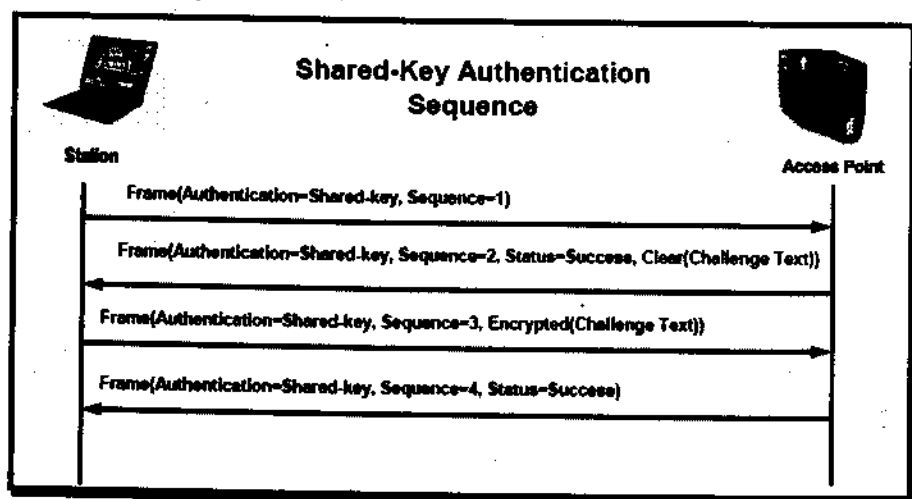 Shared-Key Authentication
Sequence
Station
Access Point
Frame(Authentication=Shared-key, Sequence=1)
Frame(Authentication=Shared-key, Sequence=2, Status=Success, Clear(Challenge Text))
Frame(Authentication=Shared-key, Sequence=3, Encrypted(Challenge Text))
Frame(Authentication=Shared-key, Sequence=4, Status=Success)